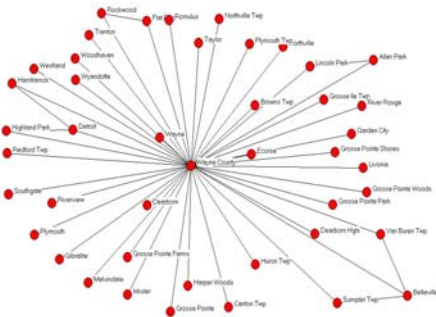 Rockwood
Flat
Romulus
Northville Twp
Trenton
Taylor
Plymouth Twp
Northville
Woodhaven
Lincoln Park
Allen Park
Westland
Wyandotte
Hamtramck
Grosse Ile Twp
Browns Twp
River Rouge
Highland Park
Detroit
Wayne
Garden City
Redford Twp
Ecorse
Grosse Pointe Shores
Wayne County
Livonia
Southgate
Grosse Pointe Woods
Riverview
Dearborn
Grosse Pointe Park
Plymouth
Dearborn Hgts
Van Buren Twp
Gibraltar
Grosse Pointe Farms
Huron Twp
Melvindale
Inkster
Harper Woods
Belleville
Sumpter Twp
Grosse Pointe
Canton Twp